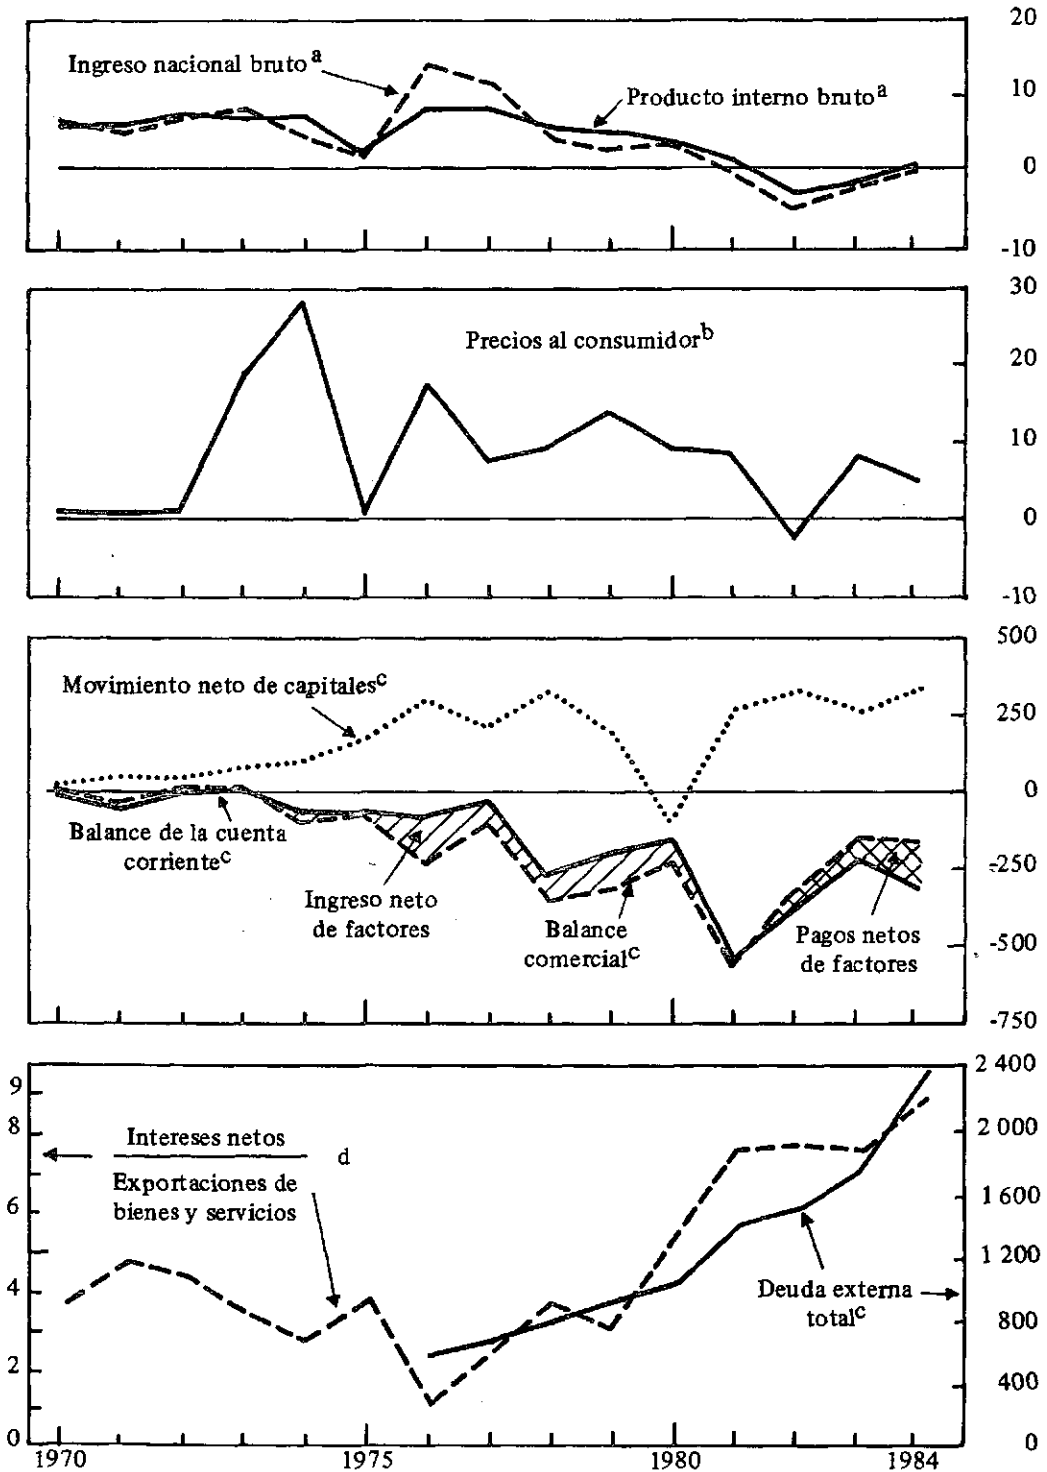 20
Ingreso nacional bruto a
Producto interno bruto a
10
0
-10
30
Precios al consumidor b
20
10
0
-10
500
Movimiento neto de capitales c
250
0
Balance de la cuenta
corriente c
-250
Ingreso neto
de factores
Balance
comercial c
Pagos netos
de factores
-500
-750
2 400
9
8
Intereses netos
d
Exportaciones de
bienes y servicios
2 000
6
1 600
1 200
4
Deuda externa
total c
800
2
400
0
0
1970
1975
1980
1984